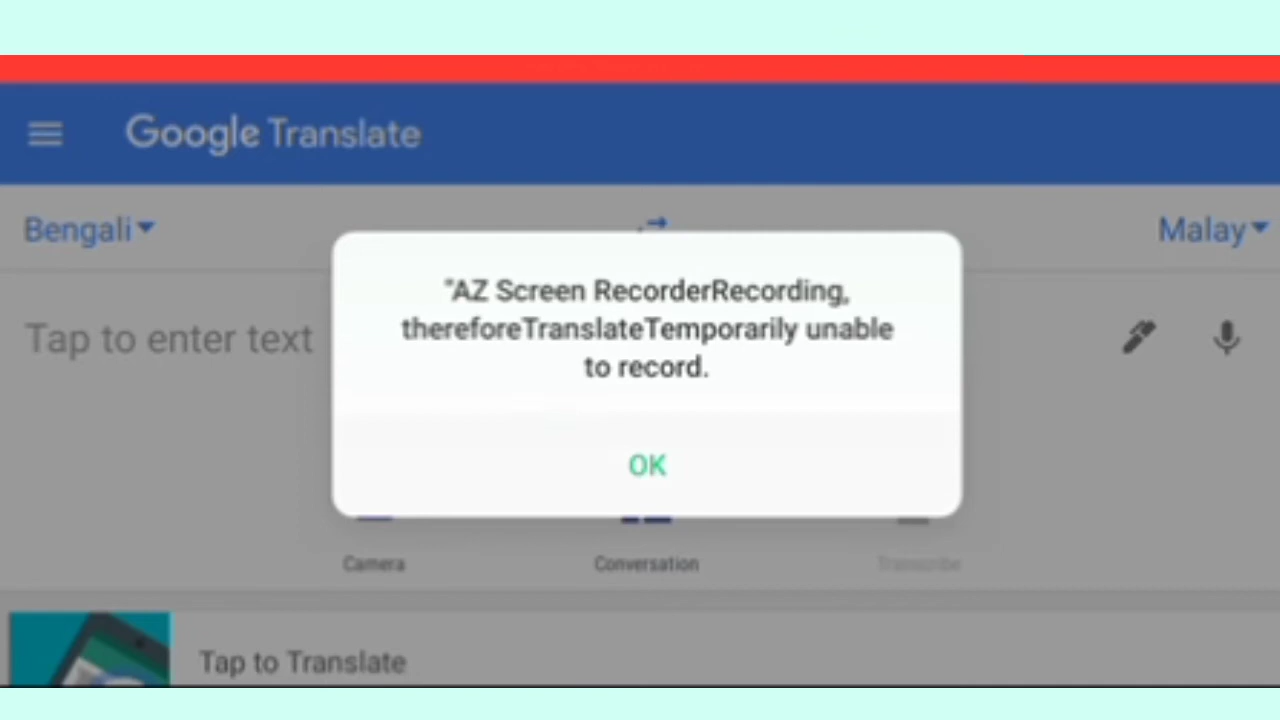 Google Translate
Bengali
Malay
"AZ Screen RecorderRecording,
thereforeTranslateTemporarily unable
to record.
Tap to enter text
OK
Camera
Conversation
Transcribe
Tap to Translate